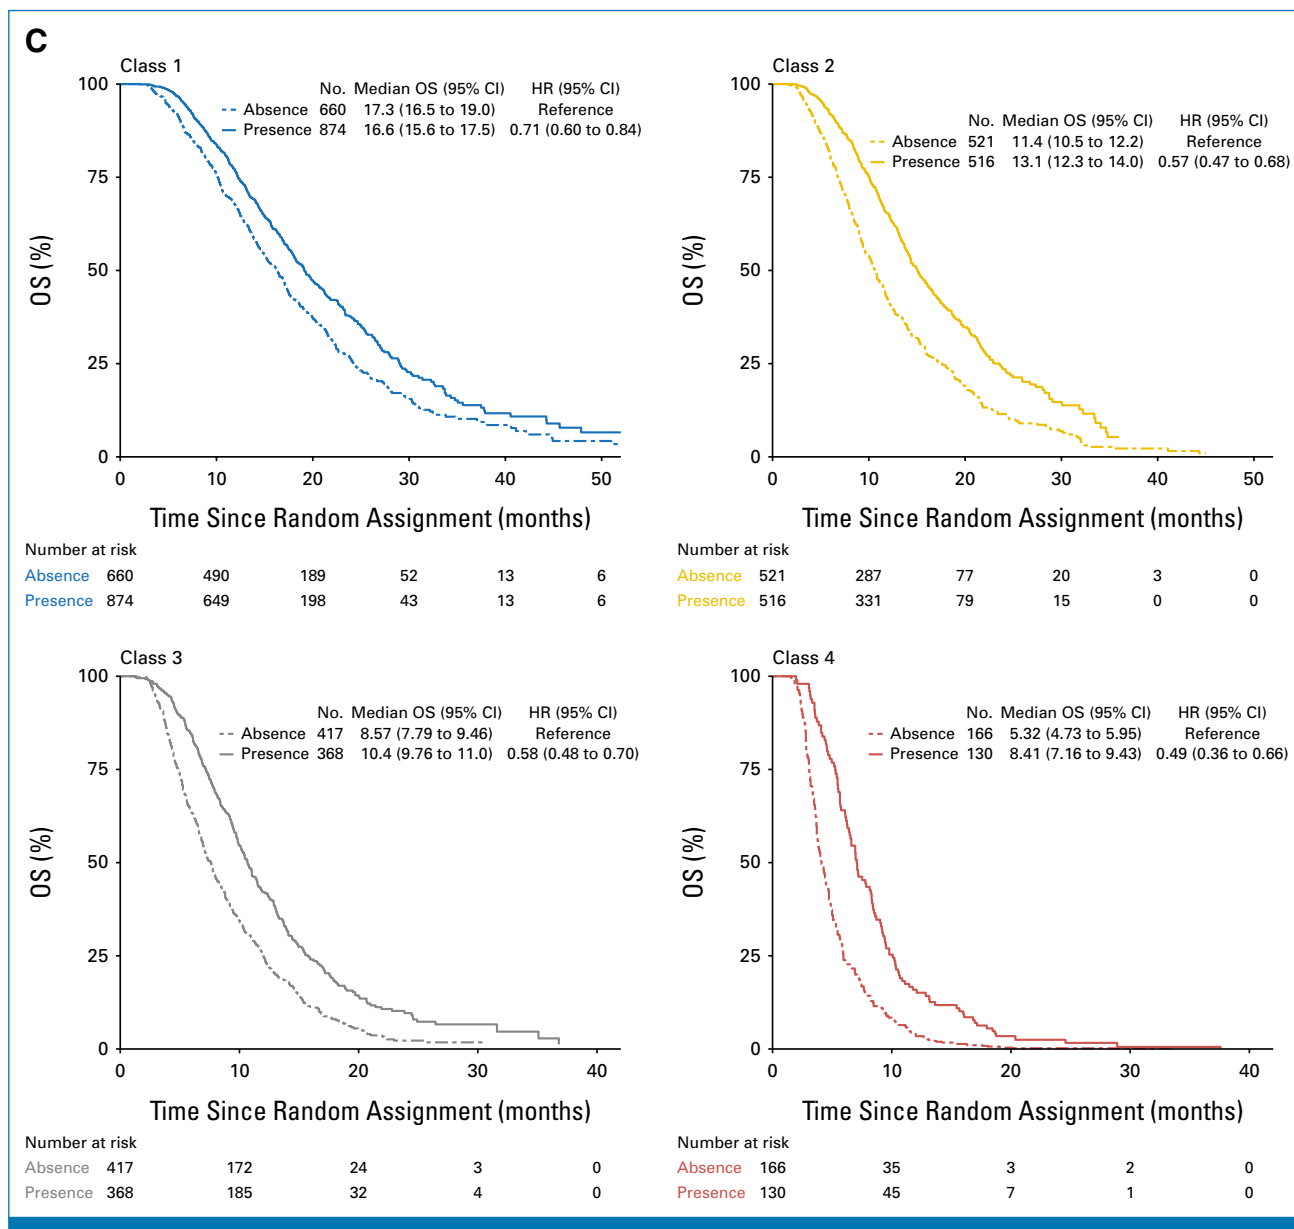 C
Class 1
No. Median OS (95% CI) HR (95% CI)
Absence 660 17.3 (16.5 to 19.0) Reference
Presence 874 16.6 (15.6 to 17.5) 0.71 (0.60 to 0.84)
100
75
50
25
0
OS (%)
0 10 20 30 40 50
Time Since Random Assignment (months)
Number at risk
Absence 660 490 189 52 13 6
Presence 874 649 198 43 13 6
Class 2
No. Median OS (95% CI) HR (95% CI)
Absence 521 11.4 (10.5 to 12.2) Reference
Presence 516 13.1 (12.3 to 14.0) 0.57 (0.47 to 0.68)
100
75
50
25
0
OS (%)
0 10 20 30 40 50
Time Since Random Assignment (months)
Number at risk
Absence 521 287 77 20 3 0
Presence 516 331 79 15 0 0
Class 3
No. Median OS (95% CI) HR (95% CI)
Absence 417 8.57 (7.79 to 9.46) Reference
Presence 368 10.4 (9.76 to 11.0) 0.58 (0.48 to 0.70)
100
75
50
25
0
OS (%)
0 10 20 30 40
Time Since Random Assignment (months)
Number at risk
Absence 417 172 24 3 0
Presence 368 185 32 4 0
Class 4
No. Median OS (95% CI) HR (95% CI)
Absence 166 5.32 (4.73 to 5.95) Reference
Presence 130 8.41 (7.16 to 9.43) 0.49 (0.36 to 0.66)
100
75
50
25
0
OS (%)
0 10 20 30 40
Time Since Random Assignment (months)
Number at risk
Absence 166 35 3 2 0
Presence 130 45 7 1 0